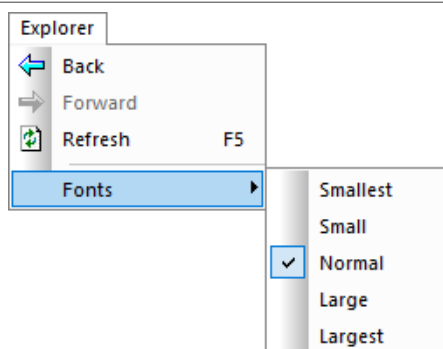 Explorer
Back
Forward
Refresh F5
Fonts
Smallest
Small
Normal
Large
Largest